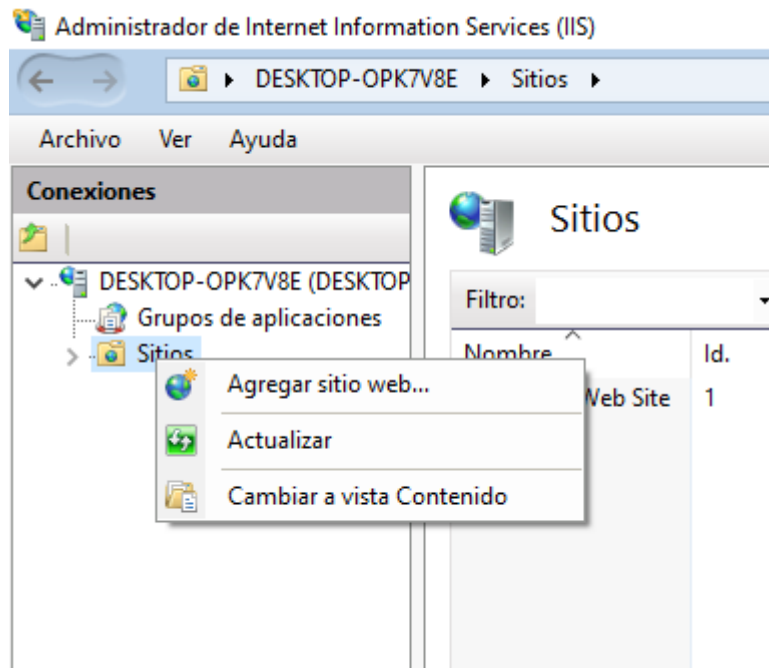 Administrador de Internet Information Services (IIS)
DESKTOP-OPK7V8E Sitios
Archivo Ver Ayuda
Conexiones
Sitios
DESKTOP-OPK7V8E (DESKTOP
Filtro:
Grupos de aplicaciones
Sitios
Nombre Id.
Agregar sitio web...
Web Site 1
Actualizar
Cambiar a vista Contenido